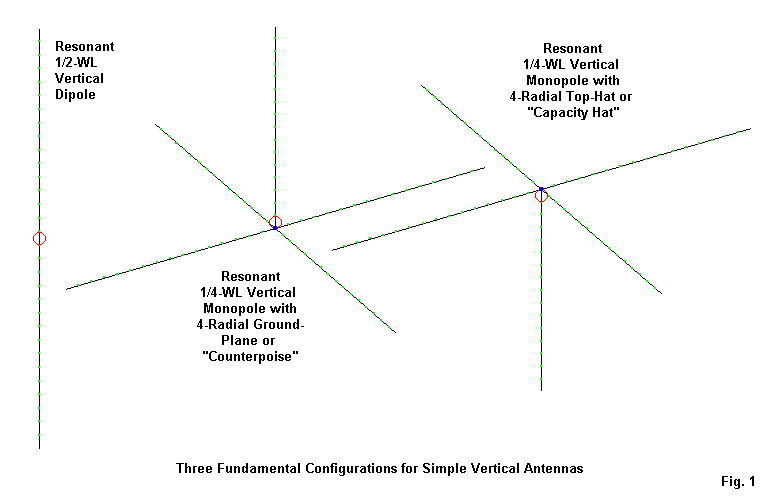 Resonant
1/2-WL
Vertical
Dipole
Resonant
1/4-WL Vertical
Monopole with
4-Radial Top-Hat or
"Capacity Hat"
Resonant
1/4-WL Vertical
Monopole with
4-Radial Ground-
Plane or
"Counterpoise"
Three Fundamental Configurations for Simple Vertical Antennas
Fig. 1